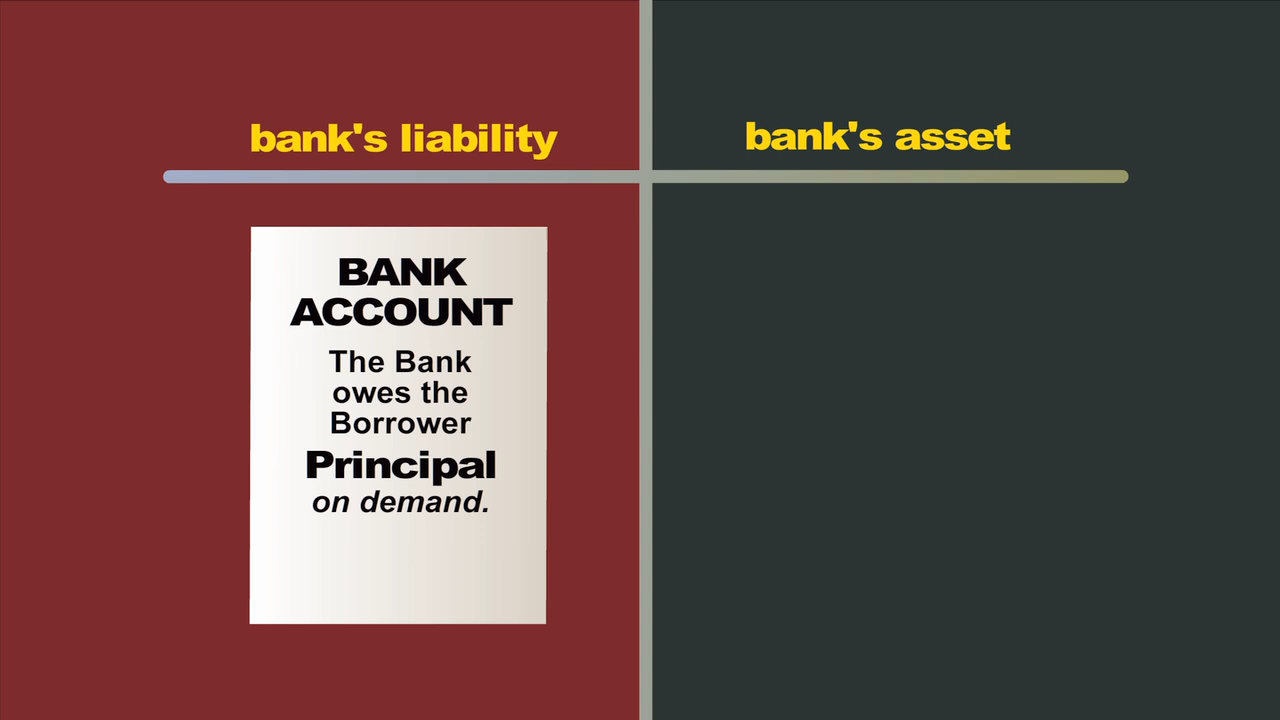 bank's liability
bank's asset
BANK
ACCOUNT
The Bank
owes the
Borrower
Principal
on demand.